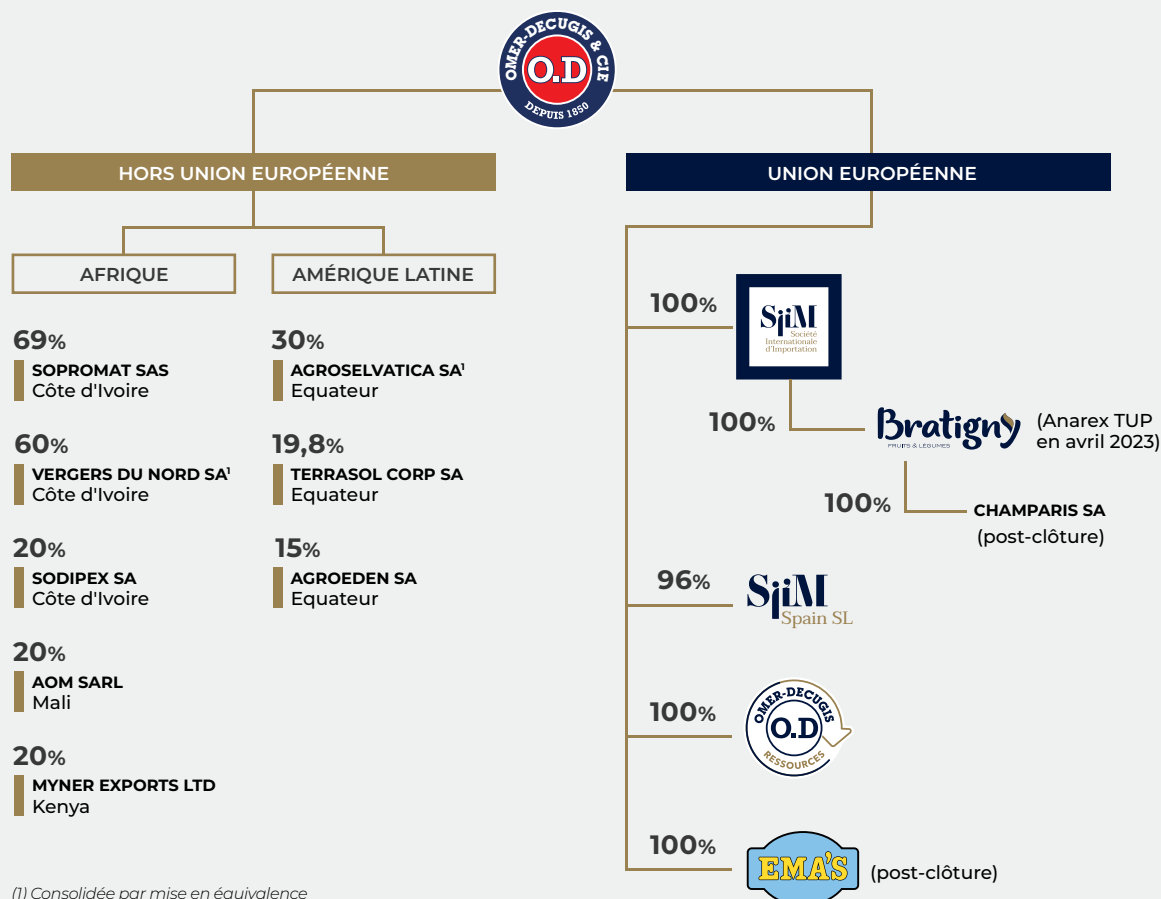 OMER-DECUGIS & CIE
O.D
DEPUIS 1850
HORS UNION EUROPÉENNE
AFRIQUE
69%
SOPROMAT SAS
Côte d'Ivoire
60%
VERGERS DU NORD SA¹
Côte d'Ivoire
20%
SODIPEX SA
Côte d'Ivoire
20%
AOM SARL
Mali
20%
MYNER EXPORTS LTD
Kenya
AMÉRIQUE LATINE
30%
AGROSELVATICA SA¹
Equateur
19,8%
TERRASOL CORP SA
Equateur
15%
AGROEDEN SA
Equateur
UNION EUROPÉENNE
100%
SiiM
Société
Internationale
d'Importation
100%
Bratigny
FRUITS & LÉGUMES
(Anarex TUP
en avril 2023)
100%
CHAMPARIS SA
(post-clôture)
96%
SiiM
Spain SL
100%
OMER-DECUGIS
O.D
RESSOURCES
100%
EMA'S
(post-clôture)
(1) Consolidée par mise en équivalence